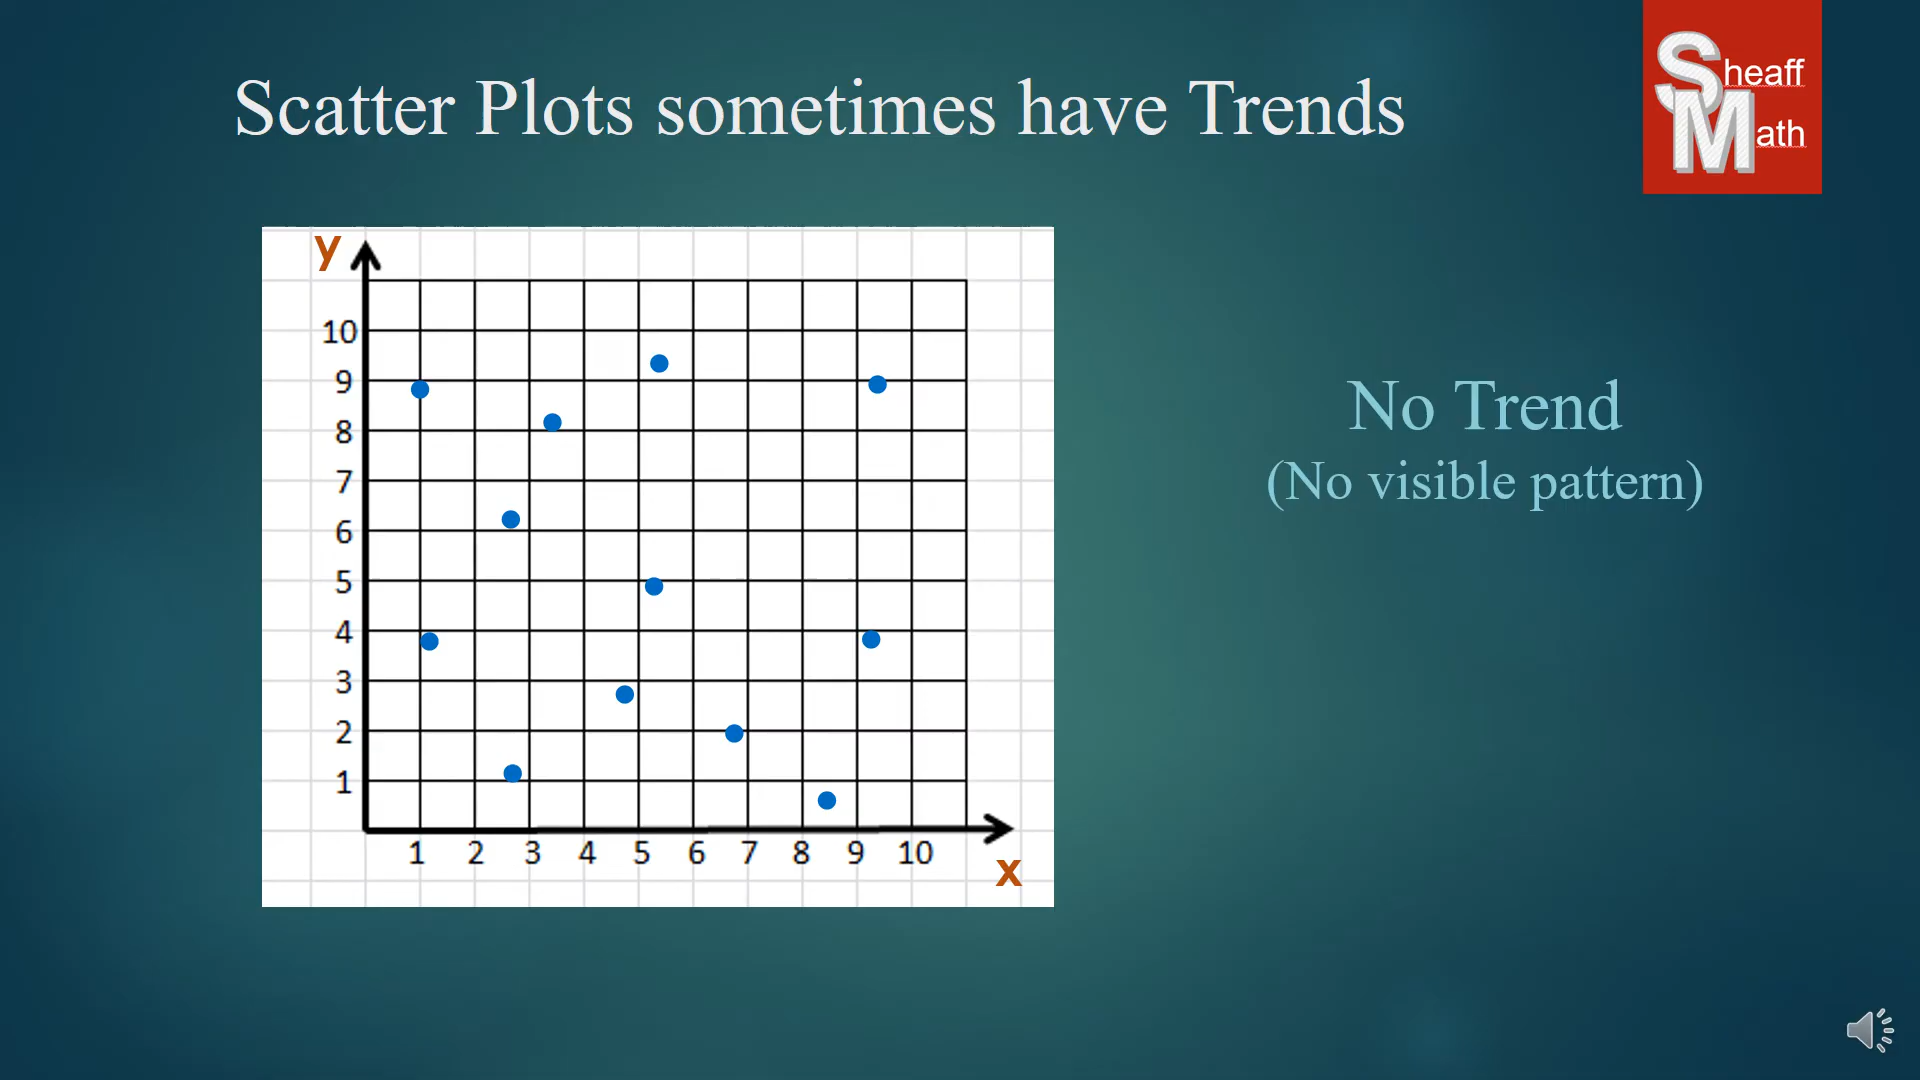 Scatter Plots sometimes have Trends
Sheaff
Math
y
10
9
8
7
6
5
4
3
2
1
1 2 3 4 5 6 7 8 9 10
x
No Trend
(No visible pattern)